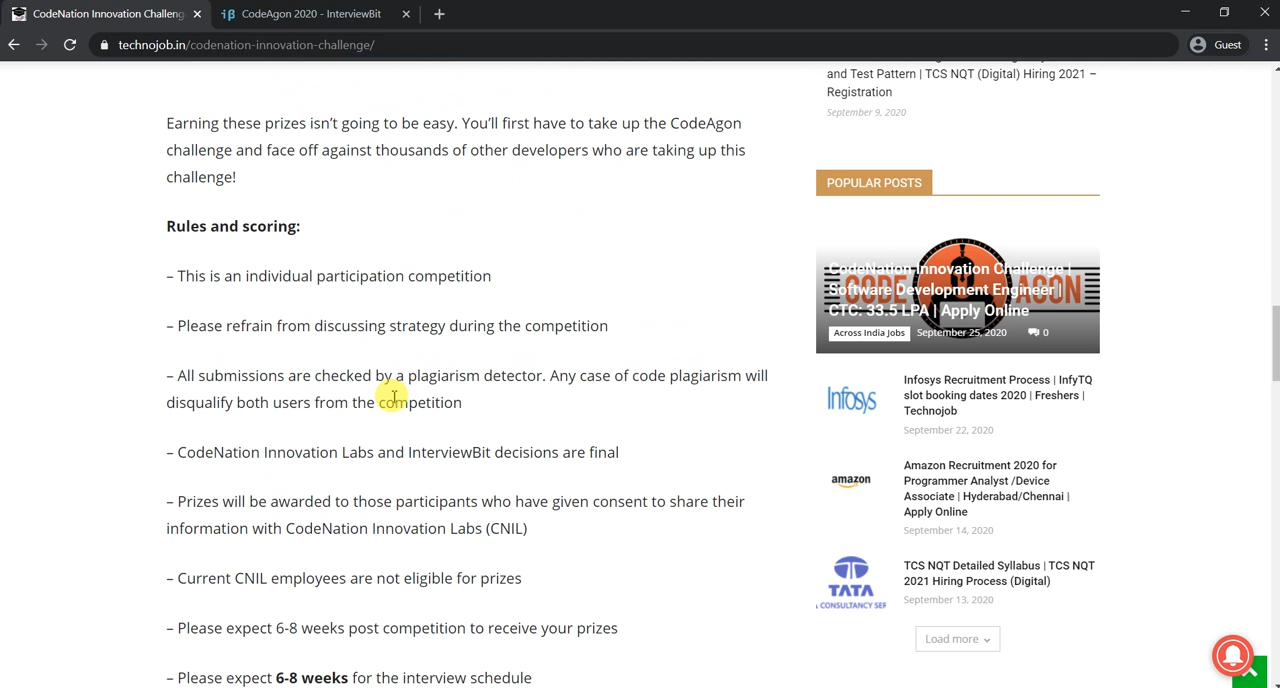 CodeNation Innovation Challeng
CodeAgon 2020 - InterviewBit
technojob.in/codenation-innovation-challenge/
Guest
Earning these prizes isn’t going to be easy. You’ll first have to take up the CodeAgon
challenge and face off against thousands of other developers who are taking up this
challenge!
Rules and scoring:
– This is an individual participation competition
– Please refrain from discussing strategy during the competition
– All submissions are checked by a plagiarism detector. Any case of code plagiarism will
disqualify both users from the competition
– CodeNation Innovation Labs and InterviewBit decisions are final
– Prizes will be awarded to those participants who have given consent to share their
information with CodeNation Innovation Labs (CNIL)
– Current CNIL employees are not eligible for prizes
– Please expect 6-8 weeks post competition to receive your prizes
– Please expect 6-8 weeks for the interview schedule
and Test Pattern | TCS NQT (Digital) Hiring 2021 –
Registration
September 9, 2020
POPULAR POSTS
CODE AGON
CodeNation Innovation Challenge |
Software Development Engineer |
CTC: 33.5 LPA | Apply Online
Across India Jobs September 25, 2020 0
Infosys
Infosys Recruitment Process | InfyTQ
slot booking dates 2020 | Freshers |
Technojob
September 22, 2020
amazon
Amazon Recruitment 2020 for
Programmer Analyst /Device
Associate | Hyderabad/Chennai |
Apply Online
September 14, 2020
TATA
CONSULTANCY SER
TCS NQT Detailed Syllabus | TCS NQT
2021 Hiring Process (Digital)
September 13, 2020
Load more